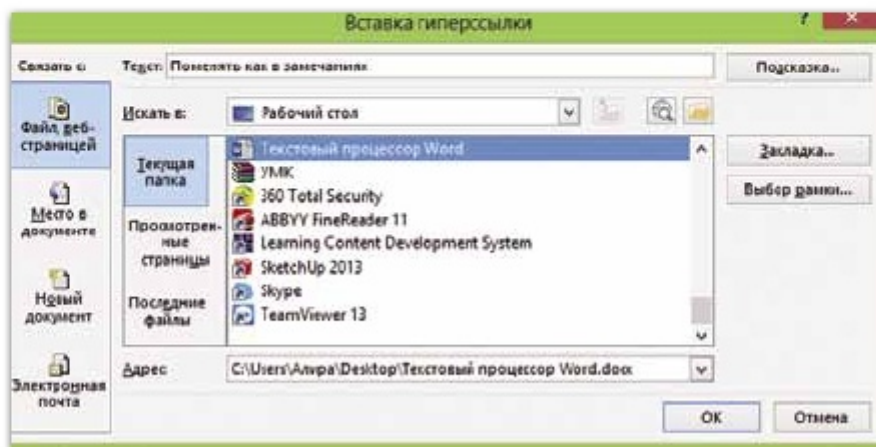 Вставка гиперссылки
? ×
Связать с:
Текст: Поменять как в замечаниях
Подсказка...
Искать в:
Рабочий стол
файл, веб-
страницей
Место в
документе
Новый
документ
Электронная
почта
Текущая
папка
Просмотрен-
ные
страницы
Последние
файлы
Текстовый процессор Word
УМК
360 Total Security
ABBYY FineReader 11
Learning Content Development System
SketchUp 2013
Skype
TeamViewer 13
Закладка...
Выбор рамки...
Адрес:
C:\Users\Алира\Desktop\Текстовый процессор Word.docx
OK
Отмена